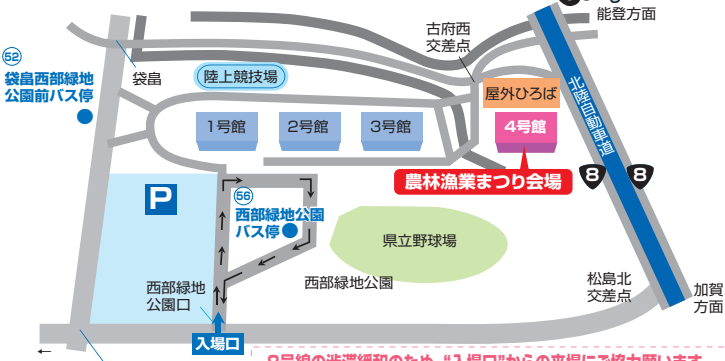 能登方面
古府西
交差点
52
袋畠西部緑地
公園前バス停
袋畠
陸上競技場
屋外ひろば
北陸自動車道
1号館
2号館
3号館
4号館
農林漁業まつり会場
8
8
P
56
西部緑地公園
バス停
県立野球場
西部緑地
公園口
西部緑地公園
松島北
交差点
加賀
方面
入場口
8号線の渋滞緩和のため、“入場口”からの来場にご協力願います